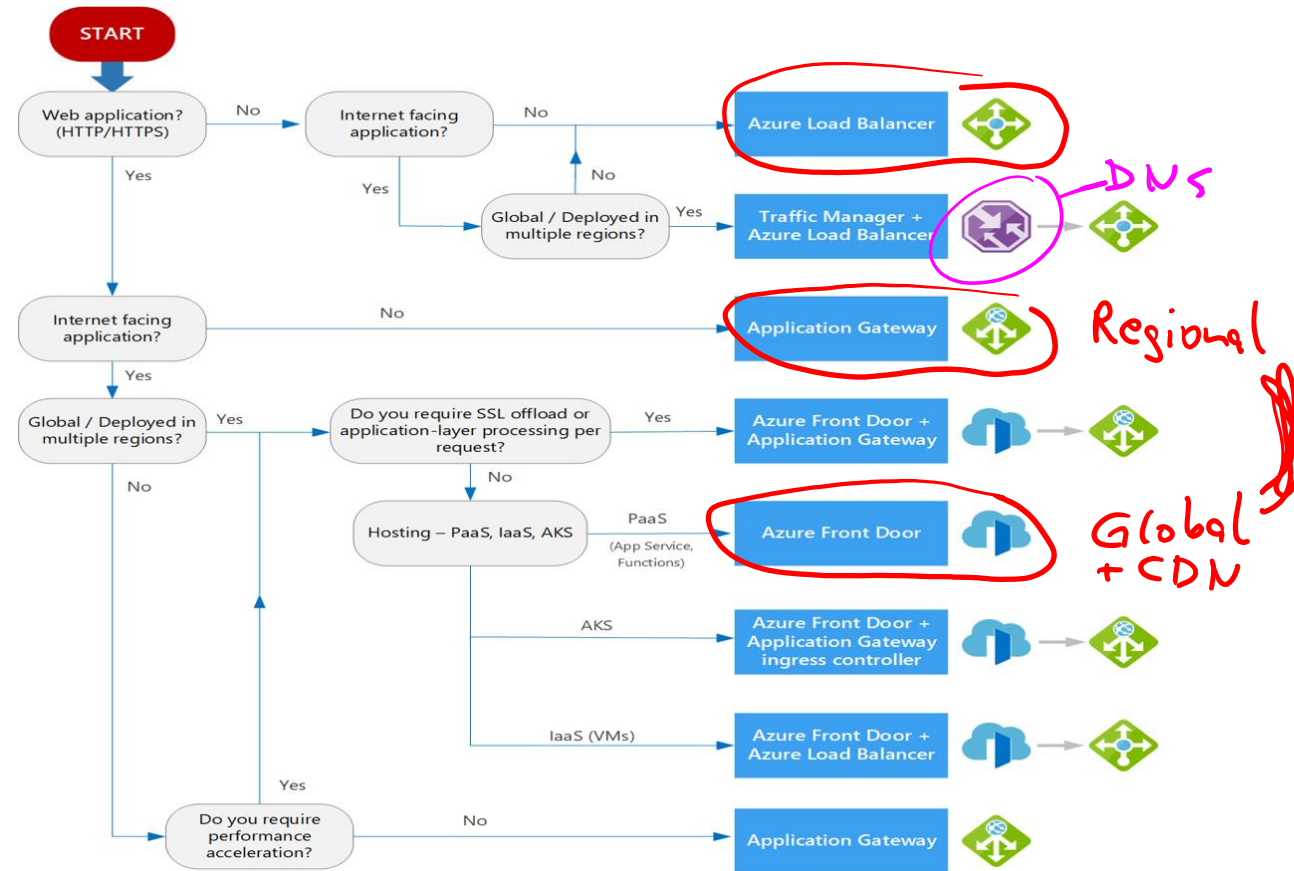 START
Web application?
(HTTP/HTTPS)
No
Internet facing
application?
No
Azure Load Balancer
Yes
Yes
No
Global / Deployed in
multiple regions?
Yes
Traffic Manager +
Azure Load Balancer
DNS
Internet facing
application?
No
Application Gateway
Regional
Yes
Global / Deployed in
multiple regions?
Yes
Do you require SSL offload or
application-layer processing per
request?
Yes
Azure Front Door +
Application Gateway
No
No
Hosting – PaaS, IaaS, AKS
PaaS
(App Service,
Functions)
Azure Front Door
Global
+ CDN
AKS
Azure Front Door +
Application Gateway
ingress controller
IaaS (VMs)
Azure Front Door +
Azure Load Balancer
Yes
Do you require
performance
acceleration?
No
Application Gateway